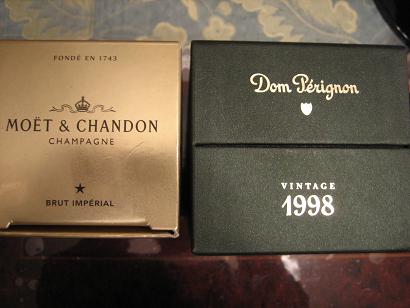 FONDÉ EN 1743
MOËT & CHANDON
CHAMPAGNE
BRUT IMPÉRIAL
Dom Pérignon
VINTAGE
1998